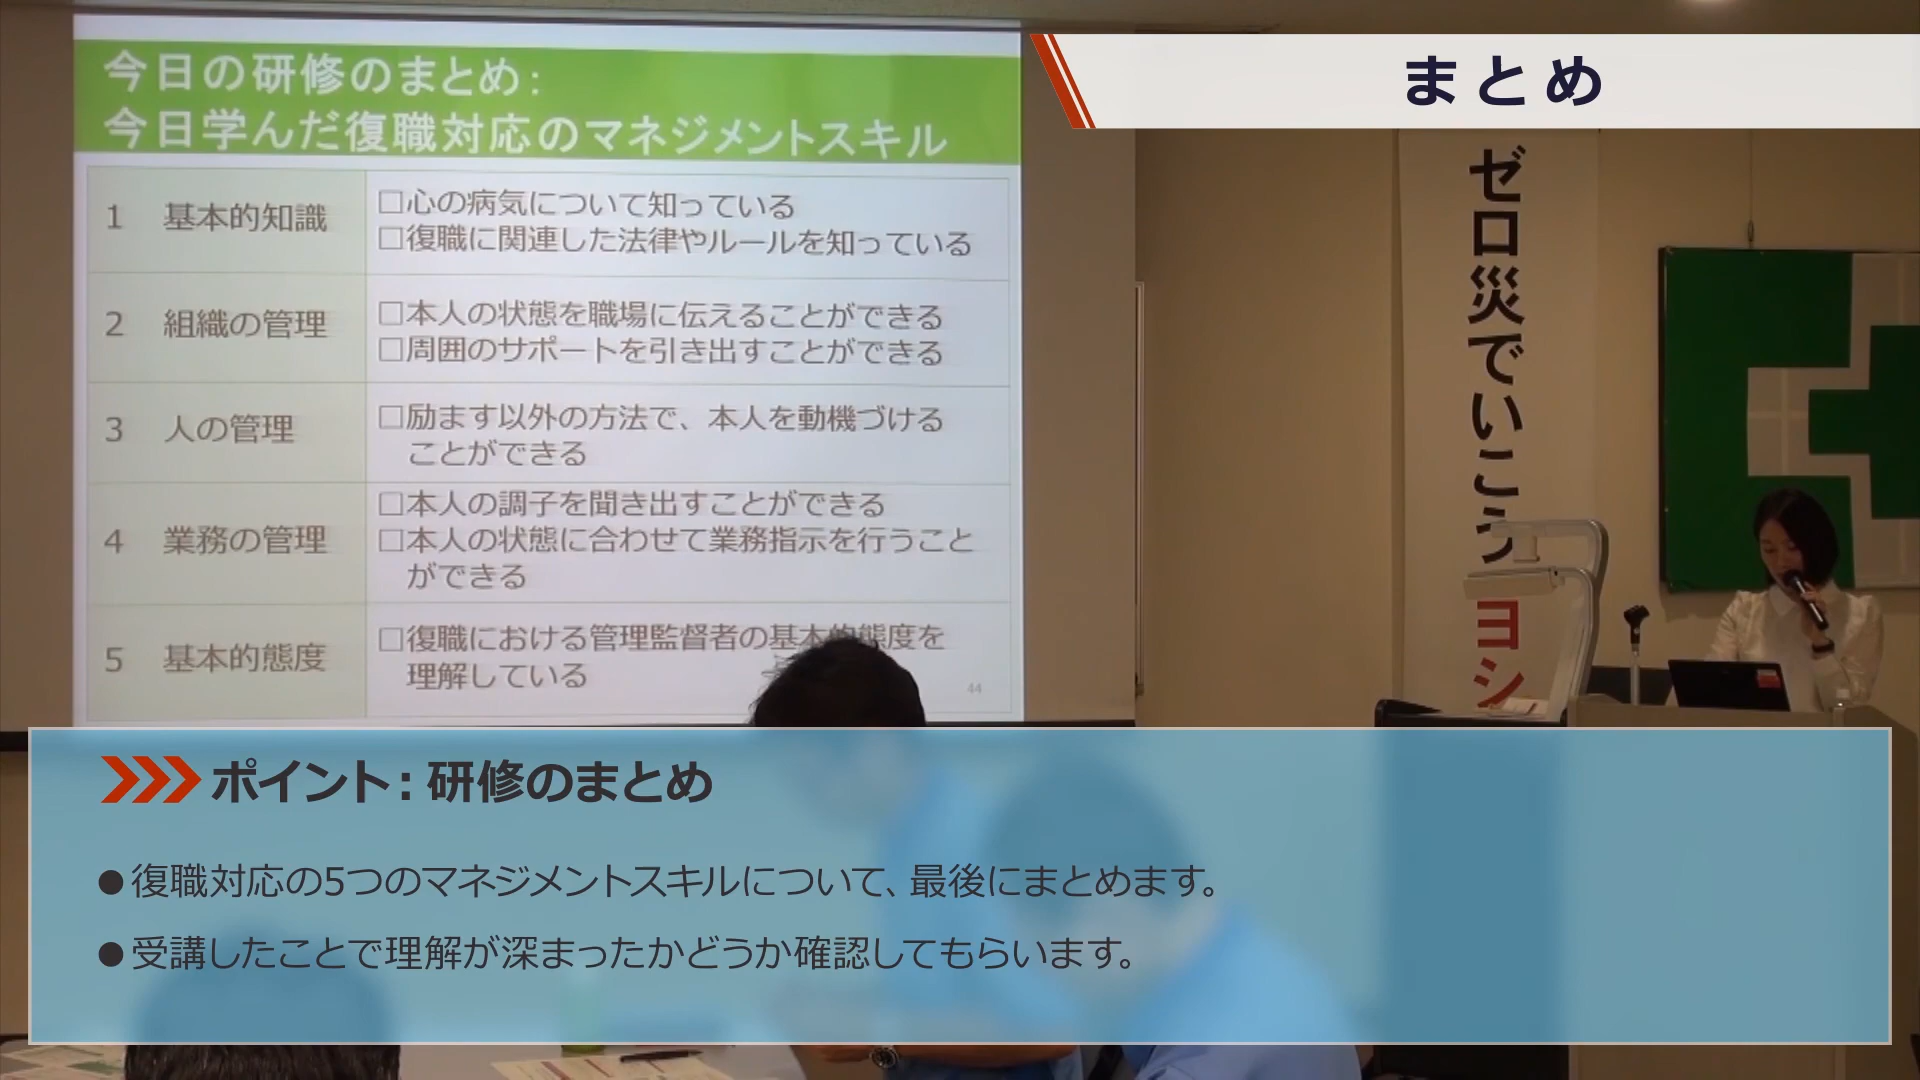 今日の研修のまとめ：
今日学んだ復職対応のマネジメントスキル
1 基本的知識
□心の病気について知っている
□復職に関連した法律やルールを知っている
2 組織の管理
□本人の状態を職場に伝えることができる
□周囲のサポートを引き出すことができる
3 人の管理
□励ます以外の方法で、本人を動機づける
ことができる
4 業務の管理
□本人の調子を聞き出すことができる
□本人の状態に合わせて業務指示を行うこと
ができる
5 基本的態度
□復職における管理監督者の基本的態度を
理解している
44
まとめ
ゼロ災でいこうヨシ
ポイント：研修のまとめ
●復職対応の5つのマネジメントスキルについて、最後にまとめます。
●受講したことで理解が深まったかどうか確認してもらいます。